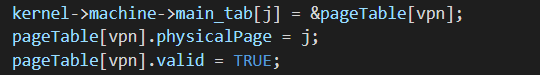 kernel->machine->main_tab[j] = &pageTable[vpn];
pageTable[vpn].physicalPage = j;
pageTable[vpn].valid = TRUE;